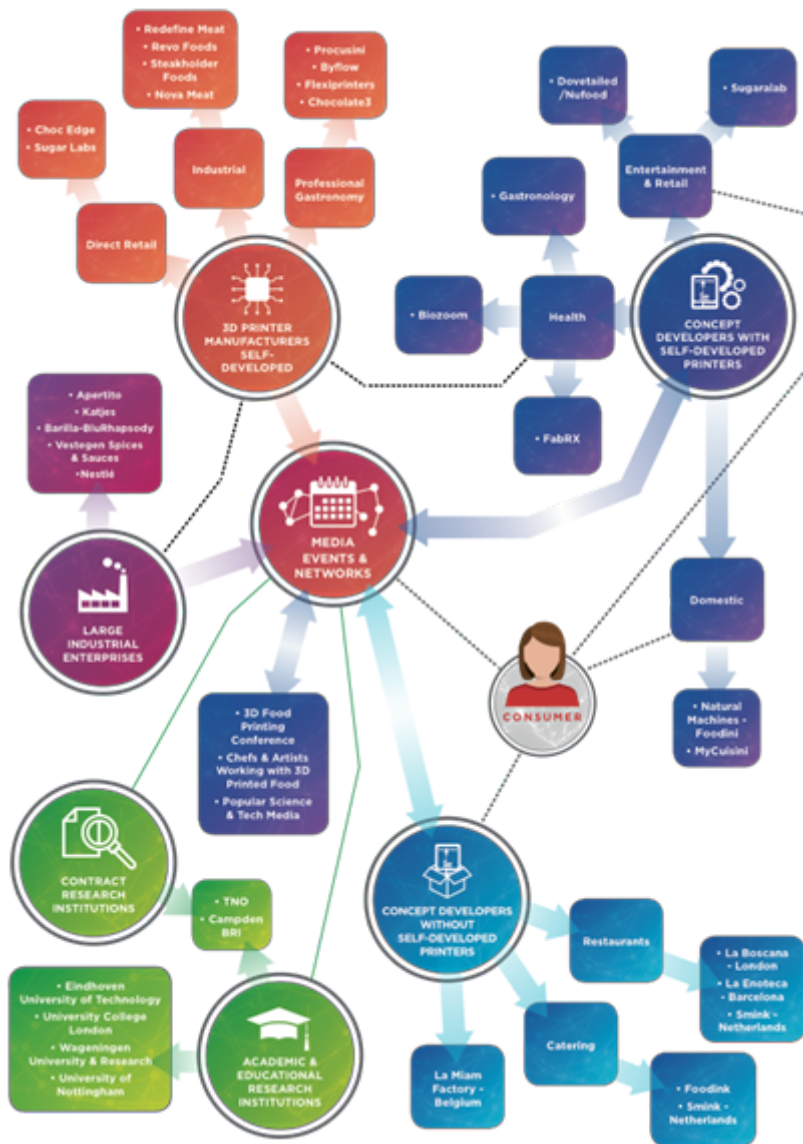 • Redefine Meat
• Revo Foods
• Steakholder
Foods
• Nova Meat
• Procusini
• Byflow
• Flexiprinters
• Chocolate3
• Choc Edge
• Sugar Labs
Industrial
Professional
Gastronomy
Direct Retail
3D PRINTER
MANUFACTURERS
SELF-
DEVELOPED
• Dovetailed
/Nufood
• Sugaralab
Entertainment
& Retail
• Gastronology
• Biozoom
Health
CONCEPT
DEVELOPERS WITH
SELF-DEVELOPED
PRINTERS
• FabRX
• Apertito
• Katjes
• Barilla-BluRhapsody
• Vestegen Spices
& Sauces
• Nestlé
MEDIA
EVENTS &
NETWORKS
LARGE
INDUSTRIAL
ENTERPRISES
Domestic
CONSUMER
• Natural
Machines -
Foodini
• MyCuisini
• 3D Food
Printing
Conference
• Chefs & Artists
Working with 3D
Printed Food
• Popular Science
& Tech Media
CONTRACT
RESEARCH
INSTITUTIONS
• TNO
• Campden
BRI
CONCEPT DEVELOPERS
WITHOUT
SELF-DEVELOPED
PRINTERS
Restaurants
• La Boscana
- London
• La Enoteca
- Barcelona
• Smink -
Netherlands
• Eindhoven
University of Technology
• University College
London
• Wageningen
University & Research
• University of
Nottingham
ACADEMIC &
EDUCATIONAL
RESEARCH
INSTITUTIONS
Catering
La Miam
Factory -
Belgium
• Foodink
• Smink -
Netherlands